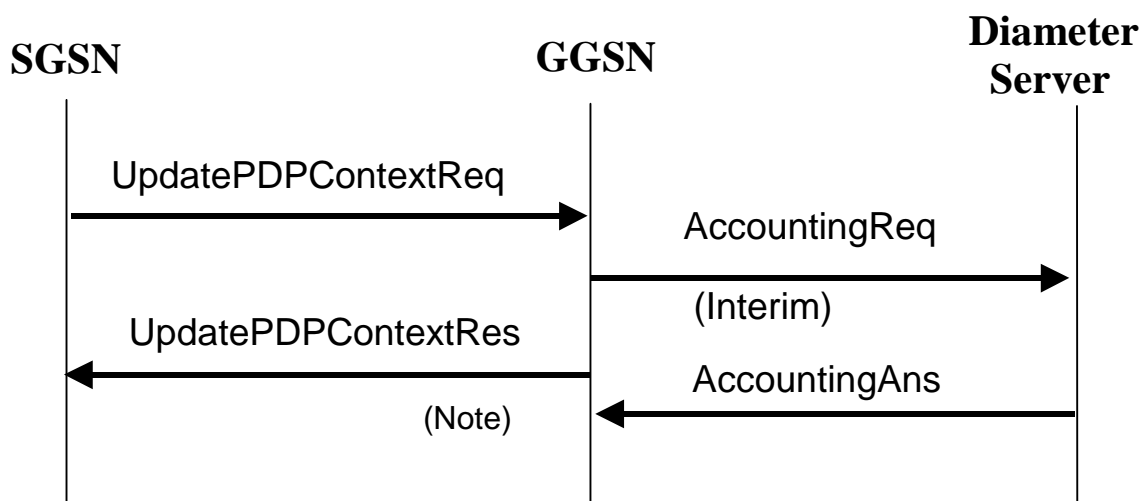 SGSN
GGSN
Diameter
Server
UpdatePDPContextReq
AccountingReq
(Interim)
UpdatePDPContextRes
AccountingAns
(Note)